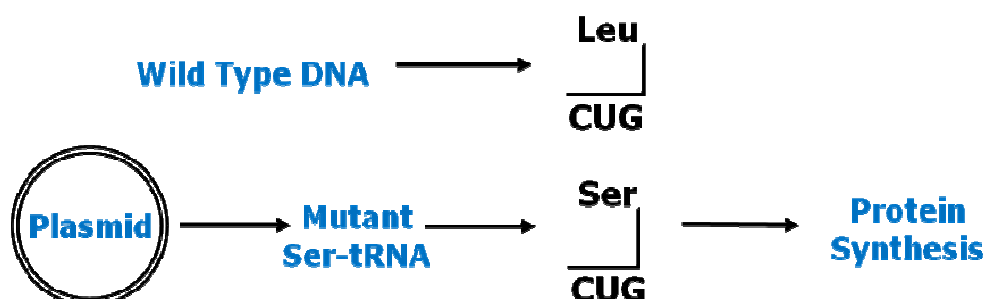 Leu
Wild Type DNA
CUG
Ser
Plasmid
Mutant
Ser-tRNA
Protein
Synthesis
CUG